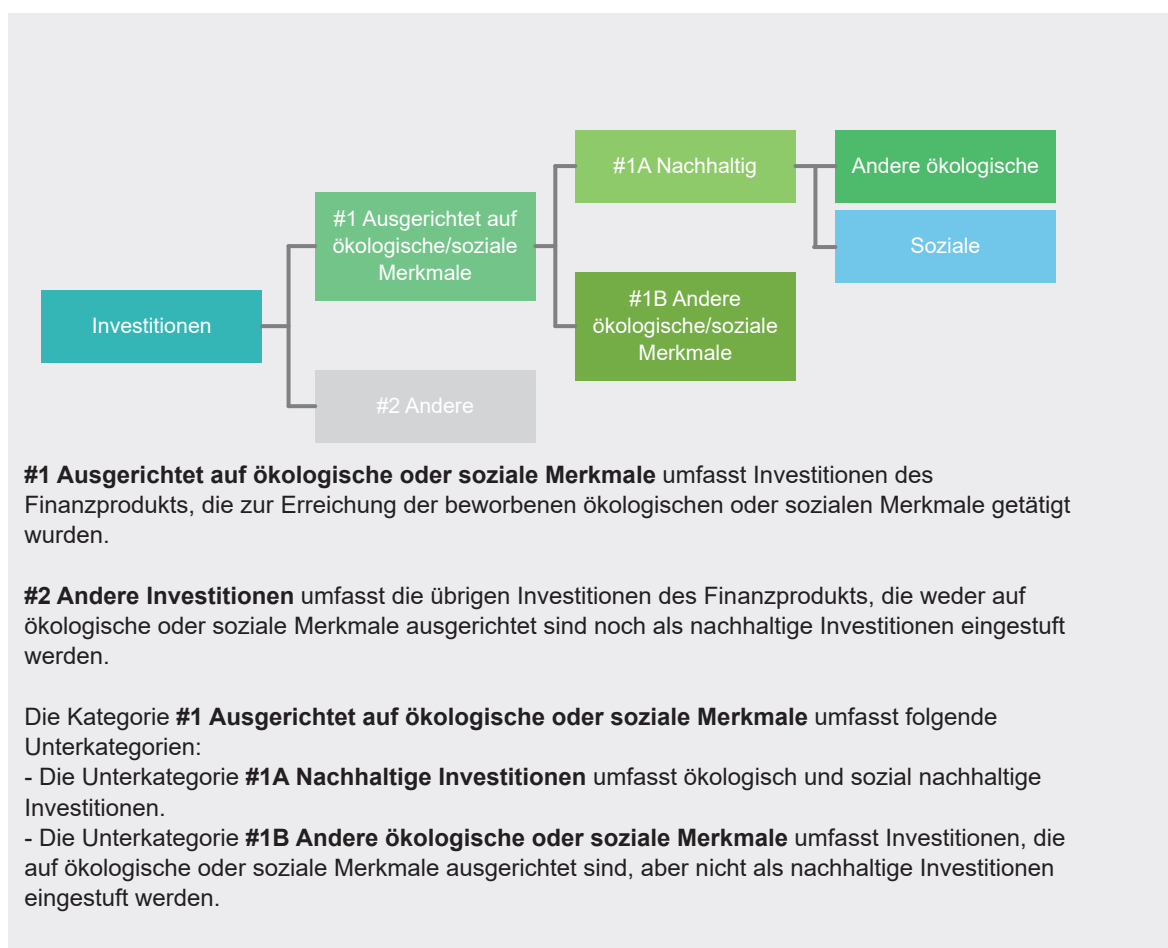 #1A Nachhaltig
Andere ökologische
#1 Ausgerichtet auf
ökologische/soziale
Merkmale
Soziale
Investitionen
#1B Andere
ökologische/soziale
Merkmale
#2 Andere
#1 Ausgerichtet auf ökologische oder soziale Merkmale umfasst Investitionen des
Finanzprodukts, die zur Erreichung der beworbenen ökologischen oder sozialen Merkmale getätigt
wurden.
#2 Andere Investitionen umfasst die übrigen Investitionen des Finanzprodukts, die weder auf
ökologische oder soziale Merkmale ausgerichtet sind noch als nachhaltige Investitionen eingestuft
werden.
Die Kategorie #1 Ausgerichtet auf ökologische oder soziale Merkmale umfasst folgende
Unterkategorien:
- Die Unterkategorie #1A Nachhaltige Investitionen umfasst ökologisch und sozial nachhaltige
Investitionen.
- Die Unterkategorie #1B Andere ökologische oder soziale Merkmale umfasst Investitionen, die
auf ökologische oder soziale Merkmale ausgerichtet sind, aber nicht als nachhaltige Investitionen
eingestuft werden.